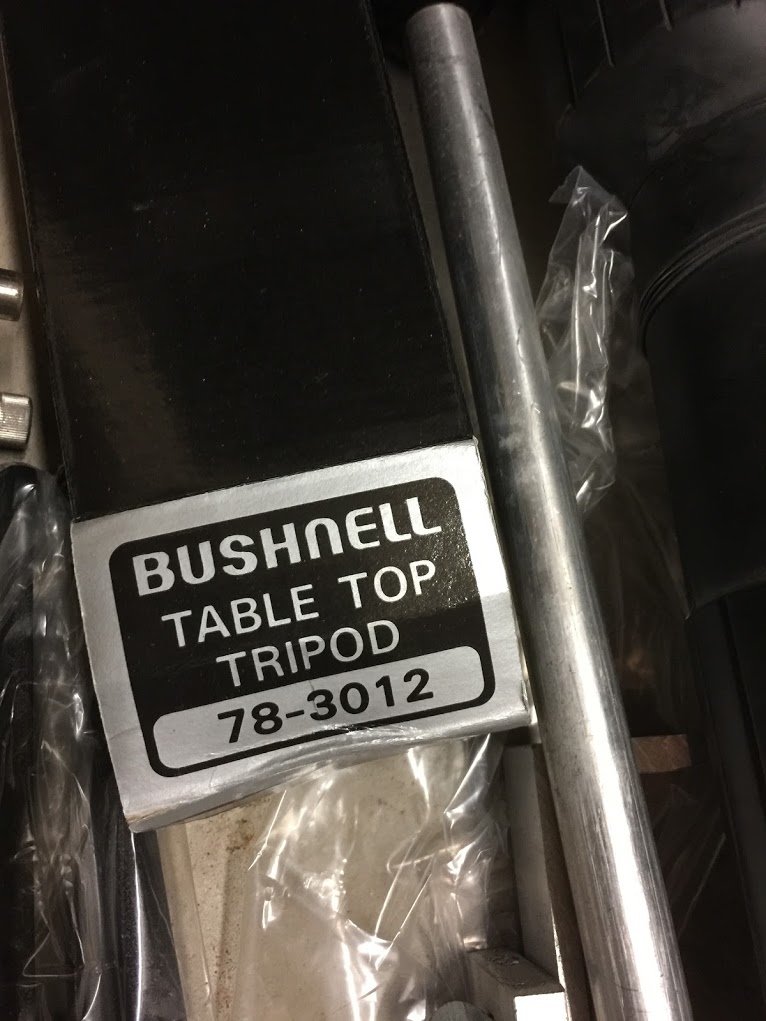 BUSHNELL
TABLE TOP
TRIPOD
78-3012